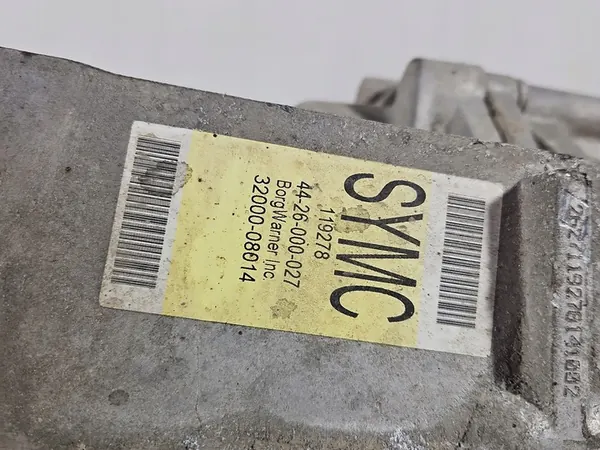 SYMC
119278
44-26-000-027
BorgWarner Inc
32000-08014